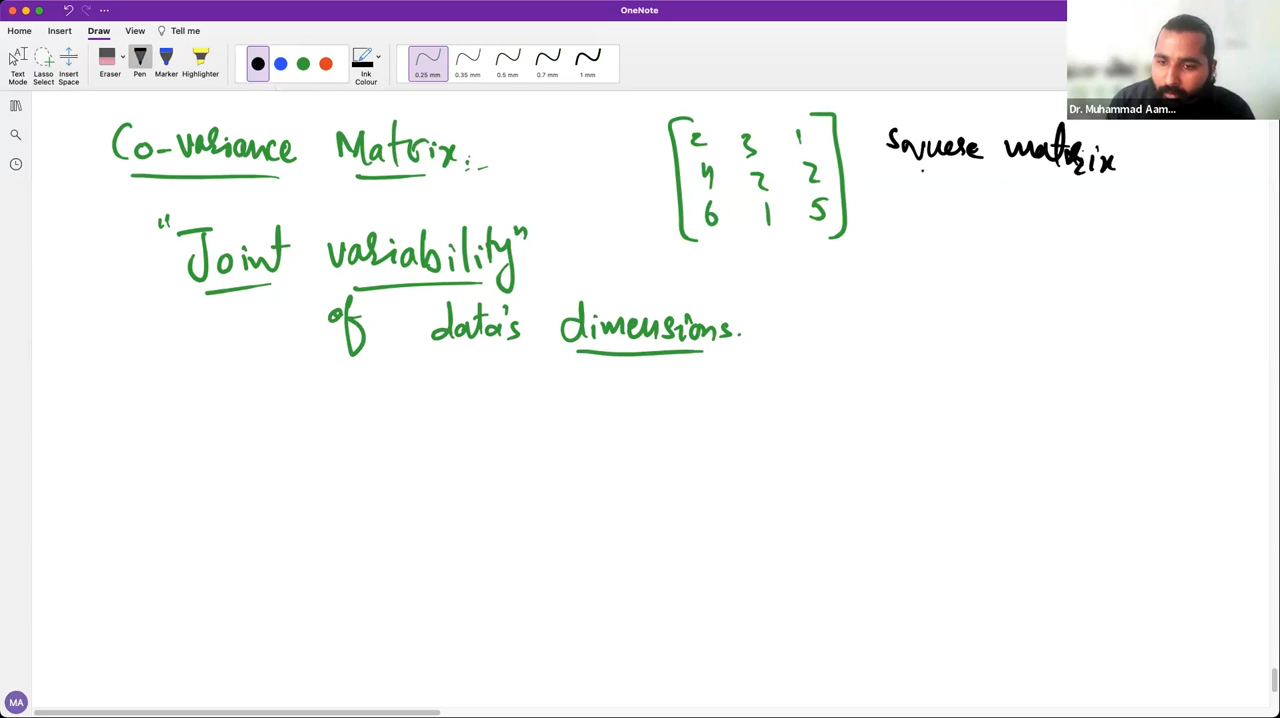 OneNote
Home Insert Draw View Tell me
Text Mode Lasso Select Insert Space Eraser Pen Marker Highlighter Ink Colour 0.25 mm 0.35 mm 0.5 mm 0.7 mm 1 mm
Dr. Muhammad Aam...
Co-variance Matrix:-
2 3 1
4 2 2
6 1 5
Squere matrix
"Joint variability"
of data's dimensions.
MA